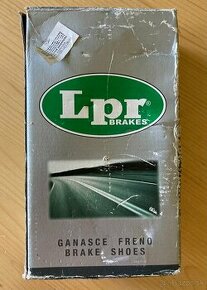 Lpr®
BRAKES
GANASCE FRENO
BRAKE SHOES